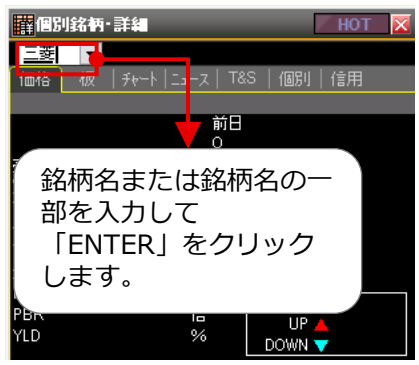 個別銘柄・詳細 HOT
三菱
価格 板 チャート ニュース T&S 個別 信用
前日
0
銘柄名または銘柄名の一
部を入力して
「ENTER」をクリック
します。
PBR 倍
YLD %
UP
DOWN